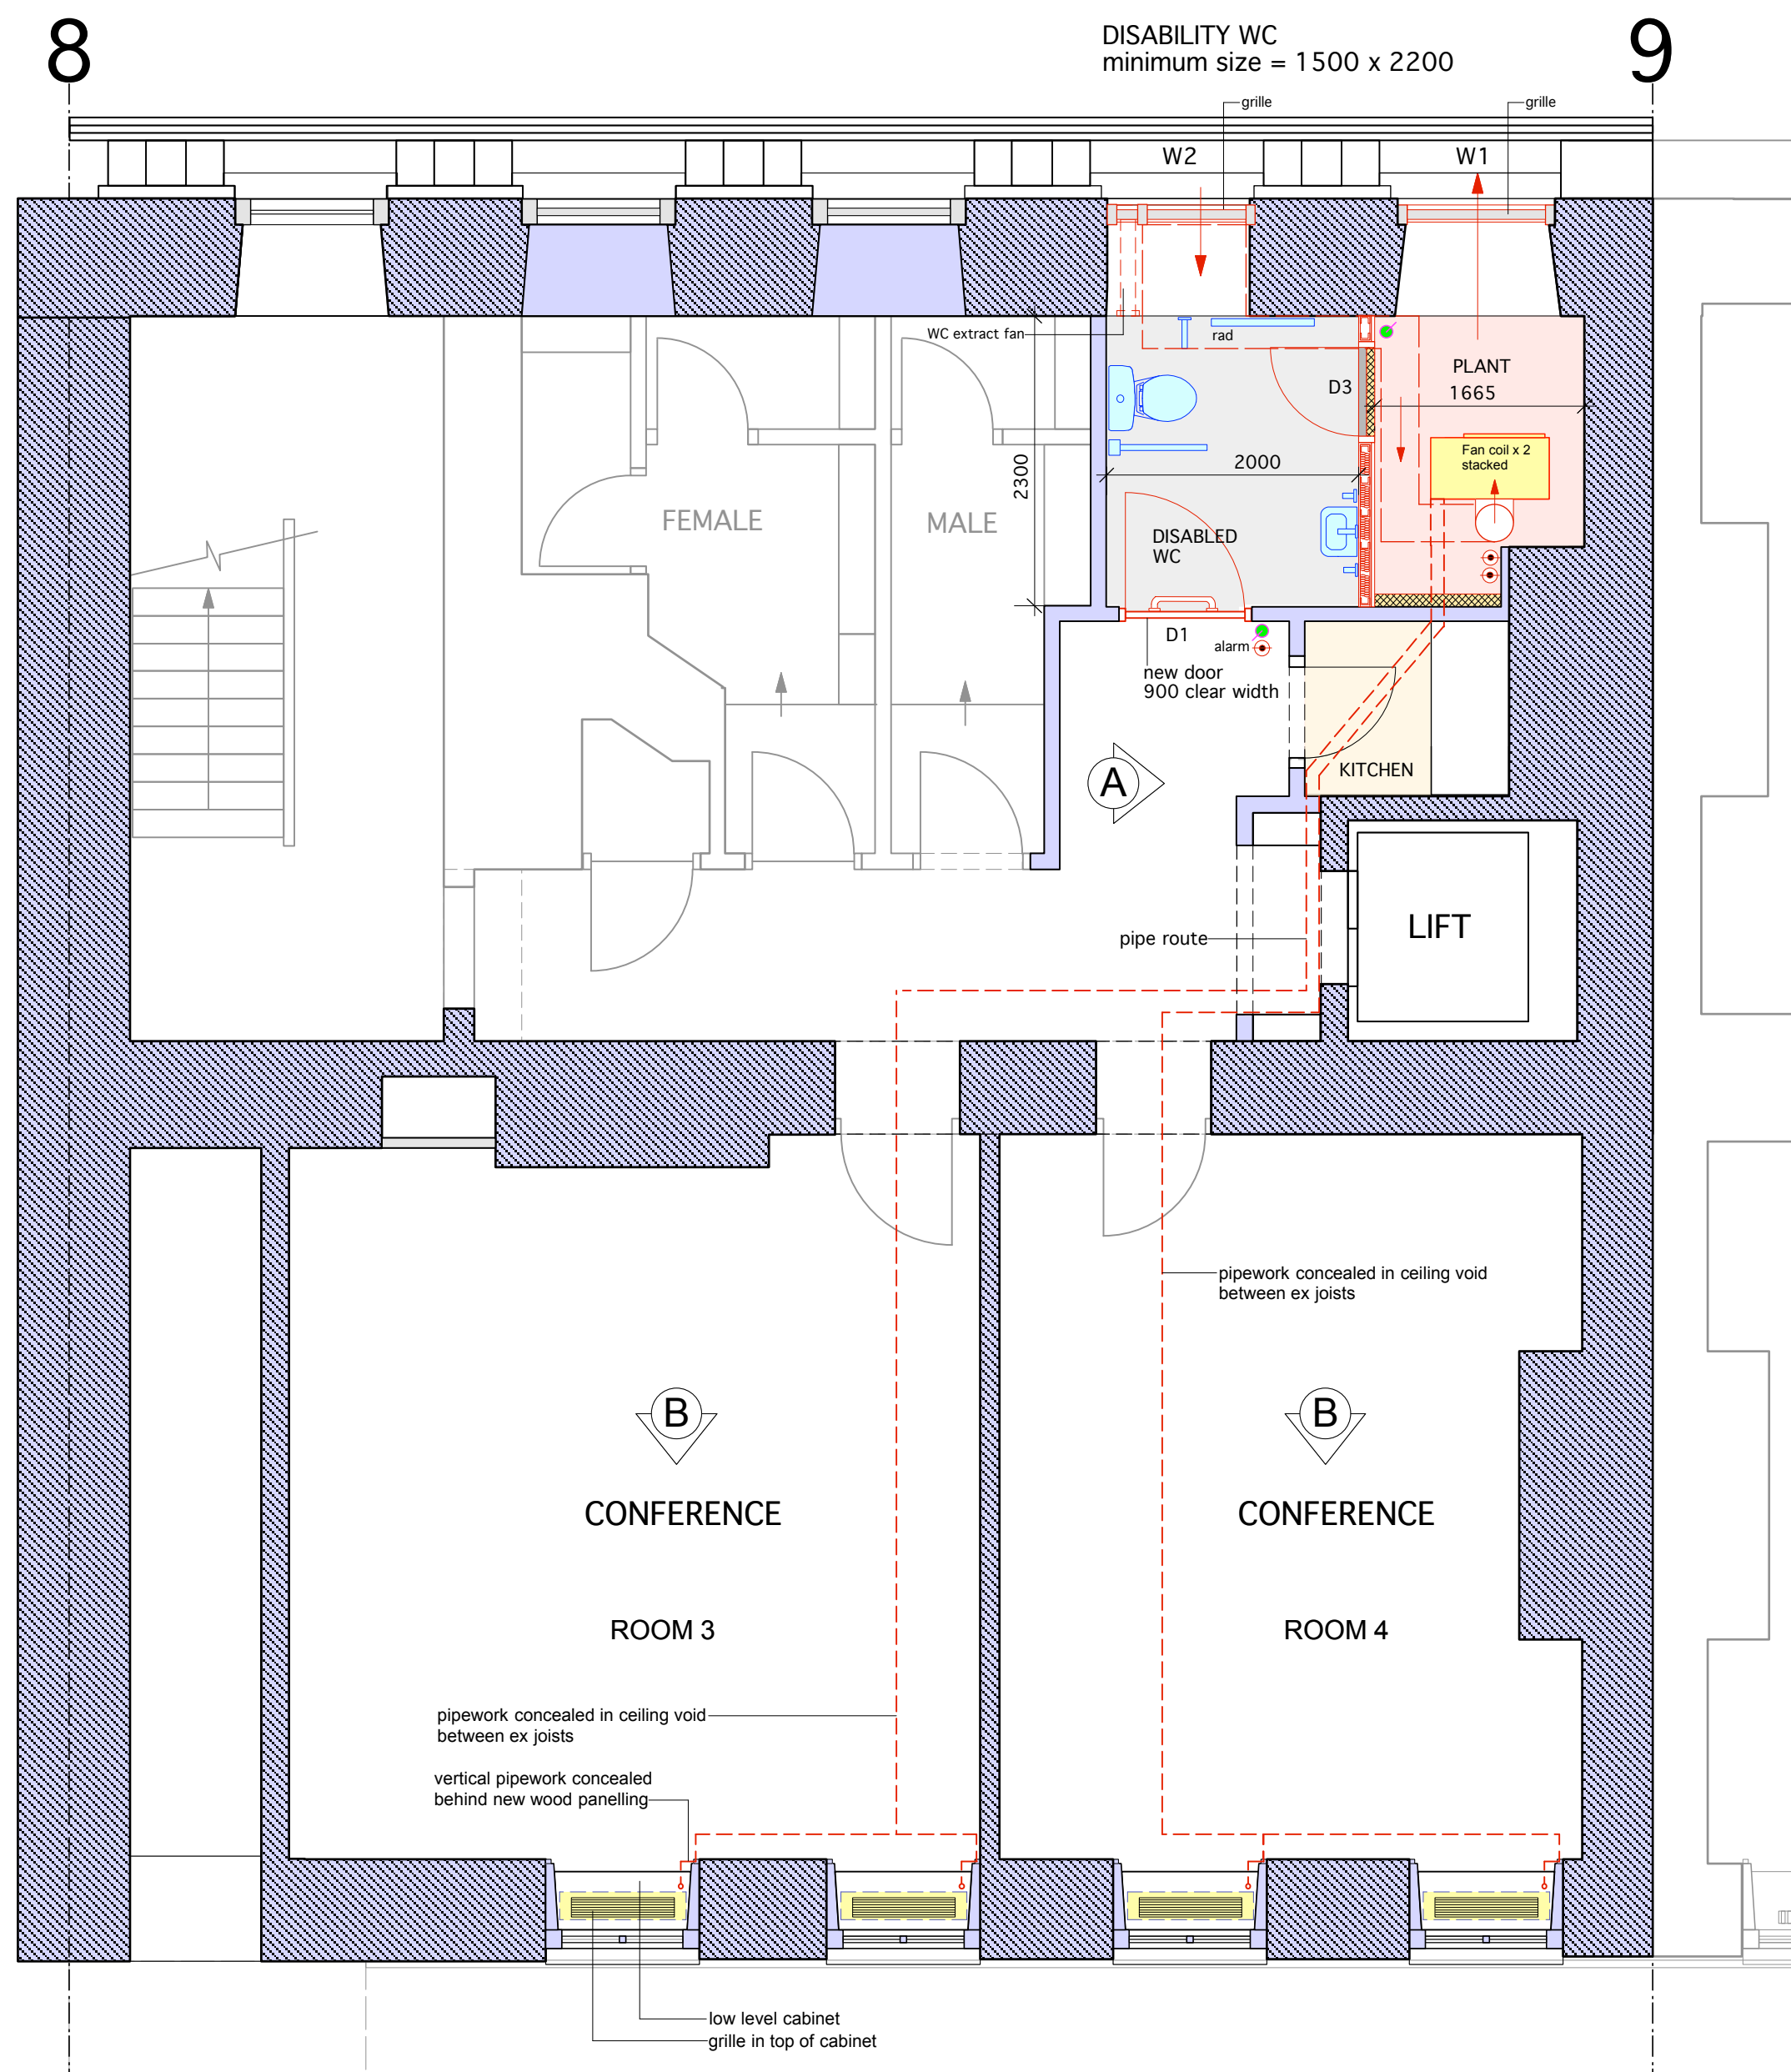 8
DISABILITY WC
minimum size = 1500 x 2200
9
grille
grille
W2
W1
WC extract fan
rad
D3
PLANT
1665
Fan coil x 2
stacked
2000
2300
FEMALE
MALE
DISABLED
WC
D1
alarm
new door
900 clear width
KITCHEN
A
LIFT
pipe route
pipework concealed in ceiling void
between ex joists
B
B
CONFERENCE
CONFERENCE
ROOM 3
ROOM 4
pipework concealed in ceiling void
between ex joists
vertical pipework concealed
behind new wood panelling
low level cabinet
grille in top of cabinet